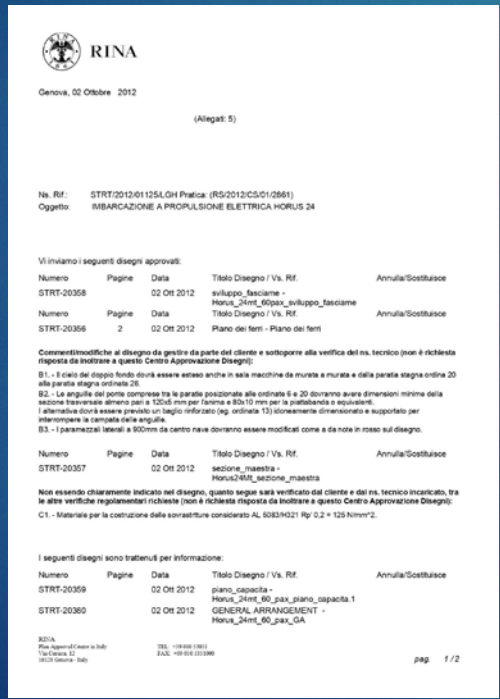 RINA
Genova, 02 Ottobre 2012
(Allegati: 5)
Ns. Rif.: STRT/2012/01125/LGH Pratica: (RS/2012/CS/01/2861)
Oggetto: IMBARCAZIONE A PROPULSIONE ELETTRICA HORUS 24
Vi inviamo i seguenti disegni approvati:
Numero Pagine Data Titolo Disegno / Vs. Rif. Annulla/Sostituisce
STRT-20358 02 Ott 2012 sviluppo_fasciame -
Horus_24mt_60pax_sviluppo_fasciame
Numero Pagine Data Titolo Disegno / Vs. Rif. Annulla/Sostituisce
STRT-20356 2 02 Ott 2012 Piano dei ferri - Piano dei ferri
Commenti/modifiche al disegno da gestire da parte del cliente e sottoporre alla verifica del ns. tecnico (non è richiesta
risposta da inoltrare a questo Centro Approvazione Disegni):
B1. - Il cielo del doppio fondo dovrà essere esteso anche in sala macchine da murata a murata e dalla paratia stagna ordina 20
alla paratia stagna ordinata 26.
B2. - Le anguille del ponte comprese tra le paratie posizionate alle ordinate 6 e 20 dovranno avere dimensioni minime della
sezione trasversale almeno pari a 120x5 mm per l'anima e 80x10 mm per la piattabanda o equivalenti.
I alternativa dovrà essere previsto un baglio rinforzato (eg. ordinata 13) idoneamente dimensionato e supportato per
interrompere la campata delle anguille.
B3. - I paramezzali laterali a 900mm da centro nave dovranno essere modificati come a da note in rosso sul disegno.
Numero Pagine Data Titolo Disegno / Vs. Rif. Annulla/Sostituisce
STRT-20357 02 Ott 2012 sezione_maestra -
Horus24Mt_sezione_maestra
Non essendo chiaramente indicato nel disegno, quanto segue sarà verificato dal cliente e dal ns. tecnico incaricato, tra
le altre verifiche regolamentari richieste (non è richiesta risposta da inoltrare a questo Centro Approvazione Disegni):
C1. - Materiale per la costruzione delle sovrastrtture considerato AL 5083/H321 Rp' 0,2 = 125 N/mm^2.
I seguenti disegni sono trattenuti per informazione:
Numero Pagine Data Titolo Disegno / Vs. Rif. Annulla/Sostituisce
STRT-20359 02 Ott 2012 piano_capacita -
Horus_24mt_60_pax_piano_capacita.1
STRT-20360 02 Ott 2012 GENERAL ARRANGEMENT -
Horus_24mt_60_pax_GA
RINA
Plan Approval Centre in Italy
Via Corsica, 12
16128 Genova - Italy
pag. 1/2